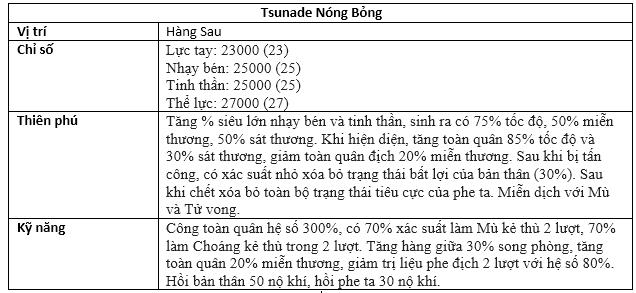 Tsunade Nóng Bỏng
Vị trí
Hàng Sau
Chỉ số
Lực tay: 23000 (23)
Nhạy bén: 25000 (25)
Tinh thần: 25000 (25)
Thể lực: 27000 (27)
Thiên phú
Tăng % siêu lớn nhạy bén và tinh thần, sinh ra có 75% tốc độ, 50% miễn
thương, 50% sát thương. Khi hiện diện, tăng toàn quân 85% tốc độ và
30% sát thương, giảm toàn quân địch 20% miễn thương. Sau khi bị tấn
công, có xác suất nhỏ xóa bỏ trạng thái bất lợi của bản thân (30%). Sau
khi chết xóa bỏ toàn bộ trạng thái tiêu cực của phe ta. Miễn dịch với Mù
và Tử vong.
Kỹ năng
Công toàn quân hệ số 300%, có 70% xác suất làm Mù kẻ thù 2 lượt, 70%
làm Choáng kẻ thù trong 2 lượt. Tăng hàng giữa 30% song phòng, tăng
toàn quân 20% miễn thương, giảm trị liệu phe địch 2 lượt với hệ số 80%.
Hồi bản thân 50 nộ khí, hồi phe ta 30 nộ khí.